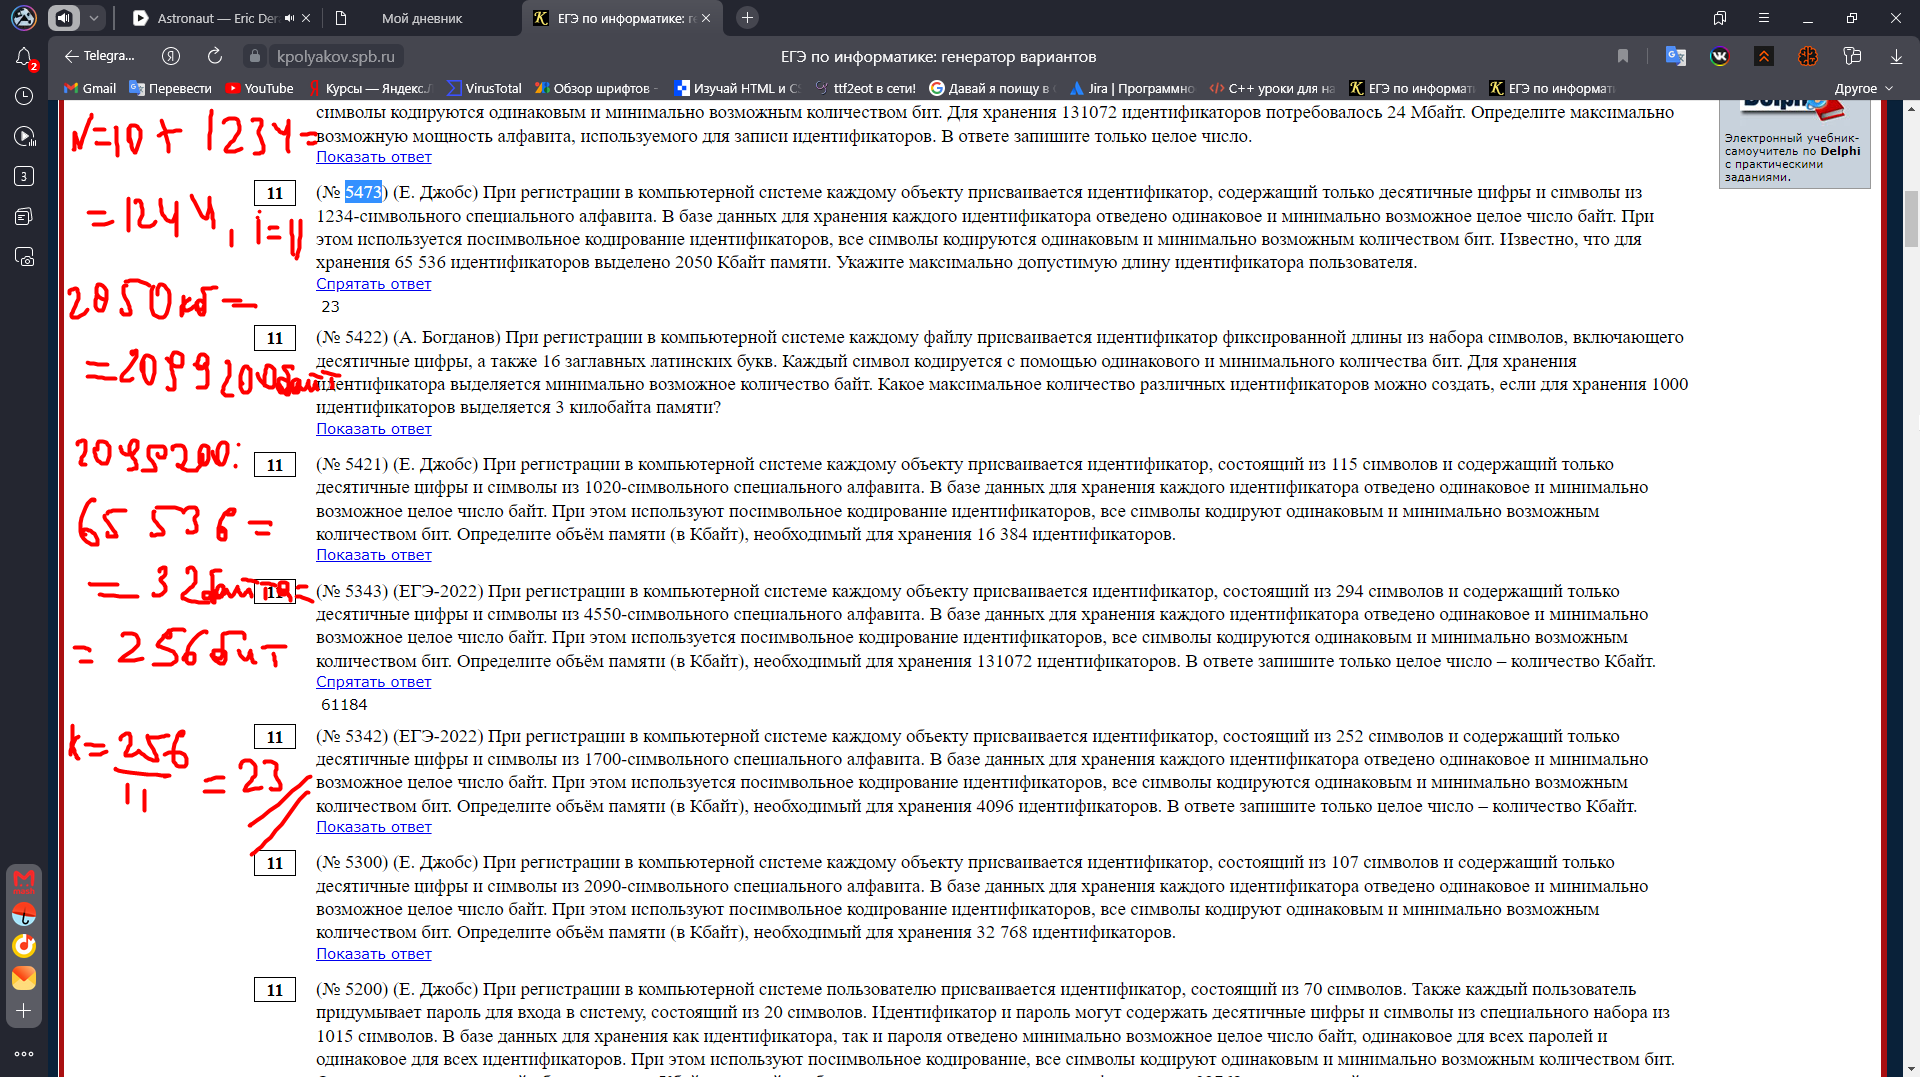 Astronaut — Eric Der
Мой дневник
ЕГЭ по информатике: ге
2
Telegra...
kpolyakov.spb.ru
ЕГЭ по информатике: генератор вариантов
Gmail
Перевести
YouTube
Курсы — Яндекс.
VirusTotal
Обзор шрифтов -
Изучай HTML и CS
ttf2eot в сети!
Давай я поищу в
Jira | Программно
C++ уроки для на
ЕГЭ по информат
ЕГЭ по информат
Другое
3
символы кодируются одинаковым и минимально возможным количеством бит. Для хранения 131072 идентификаторов потребовалось 24 Мбайт. Определите максимально
возможную мощность алфавита, используемого для записи идентификаторов. В ответе запишите только целое число.
Показать ответ
Delphi
Электронный учебник-
самоучитель по Delphi
с практическими
заданиями.
N=10 + 1234=
=1244, i=11
2050кб=
=2099200байт
2099200:
65 536 =
=32байта=
= 256бит
k=256
11
=23
11
(№ 5473) (Е. Джобс) При регистрации в компьютерной системе каждому объекту присваивается идентификатор, содержащий только десятичные цифры и символы из
1234-символьного специального алфавита. В базе данных для хранения каждого идентификатора отведено одинаковое и минимально возможное целое число байт. При
этом используется посимвольное кодирование идентификаторов, все символы кодируются одинаковым и минимально возможным количеством бит. Известно, что для
хранения 65 536 идентификаторов выделено 2050 Кбайт памяти. Укажите максимально допустимую длину идентификатора пользователя.
Спрятать ответ
23
11
(№ 5422) (А. Богданов) При регистрации в компьютерной системе каждому файлу присваивается идентификатор фиксированной длины из набора символов, включающего
десятичные цифры, а также 16 заглавных латинских букв. Каждый символ кодируется с помощью одинакового и минимального количества бит. Для хранения
идентификатора выделяется минимально возможное количество байт. Какое максимальное количество различных идентификаторов можно создать, если для хранения 1000
идентификаторов выделяется 3 килобайта памяти?
Показать ответ
11
(№ 5421) (Е. Джобс) При регистрации в компьютерной системе каждому объекту присваивается идентификатор, состоящий из 115 символов и содержащий только
десятичные цифры и символы из 1020-символьного специального алфавита. В базе данных для хранения каждого идентификатора отведено одинаковое и минимально
возможное целое число байт. При этом используют посимвольное кодирование идентификаторов, все символы кодируют одинаковым и минимально возможным
количеством бит. Определите объём памяти (в Кбайт), необходимый для хранения 16 384 идентификаторов.
Показать ответ
11
(№ 5343) (ЕГЭ-2022) При регистрации в компьютерной системе каждому объекту присваивается идентификатор, состоящий из 294 символов и содержащий только
десятичные цифры и символы из 4550-символьного специального алфавита. В базе данных для хранения каждого идентификатора отведено одинаковое и минимально
возможное целое число байт. При этом используется посимвольное кодирование идентификаторов, все символы кодируются одинаковым и минимально возможным
количеством бит. Определите объём памяти (в Кбайт), необходимый для хранения 131072 идентификаторов. В ответе запишите только целое число – количество Кбайт.
Спрятать ответ
61184
11
(№ 5342) (ЕГЭ-2022) При регистрации в компьютерной системе каждому объекту присваивается идентификатор, состоящий из 252 символов и содержащий только
десятичные цифры и символы из 1700-символьного специального алфавита. В базе данных для хранения каждого идентификатора отведено одинаковое и минимально
возможное целое число байт. При этом используется посимвольное кодирование идентификаторов, все символы кодируются одинаковым и минимально возможным
количеством бит. Определите объём памяти (в Кбайт), необходимый для хранения 4096 идентификаторов. В ответе запишите только целое число – количество Кбайт.
Показать ответ
11
(№ 5300) (Е. Джобс) При регистрации в компьютерной системе каждому объекту присваивается идентификатор, состоящий из 107 символов и содержащий только
десятичные цифры и символы из 2090-символьного специального алфавита. В базе данных для хранения каждого идентификатора отведено одинаковое и минимально
возможное целое число байт. При этом используют посимвольное кодирование идентификаторов, все символы кодируют одинаковым и минимально возможным
количеством бит. Определите объём памяти (в Кбайт), необходимый для хранения 32 768 идентификаторов.
Показать ответ
11
(№ 5200) (Е. Джобс) При регистрации в компьютерной системе пользователю присваивается идентификатор, состоящий из 70 символов. Также каждый пользователь
придумывает пароль для входа в систему, состоящий из 20 символов. Идентификатор и пароль могут содержать десятичные цифры и символы из специального набора из
1015 символов. В базе данных для хранения как идентификатора, так и пароля отведено минимально возможное целое число байт, одинаковое для всех паролей и
одинаковое для всех идентификаторов. При этом используют посимвольное кодирование, все символы кодируют одинаковым и минимально возможным количеством бит.